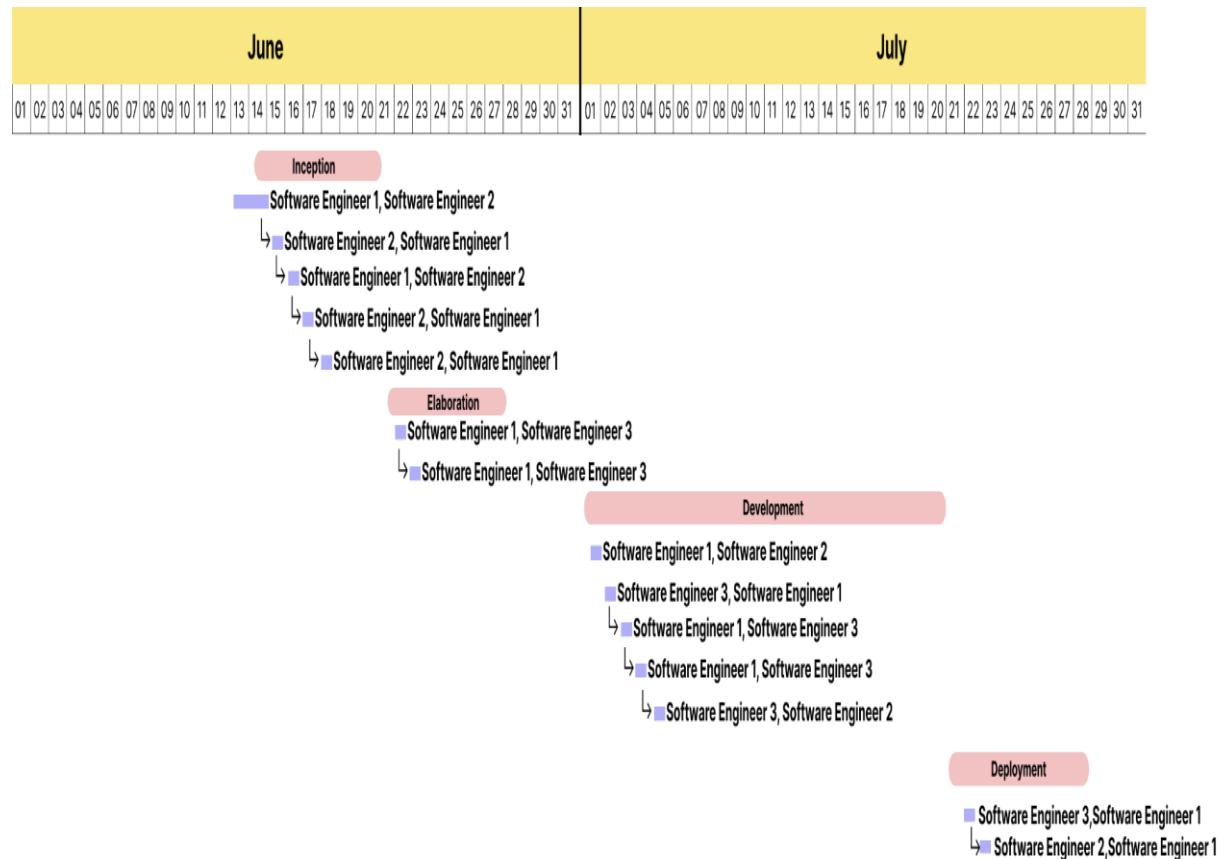 June July
01 02 03 04 05 06 07 08 09 10 11 12 13 14 15 16 17 18 19 20 21 22 23 24 25 26 27 28 29 30 31 01 02 03 04 05 06 07 08 09 10 11 12 13 14 15 16 17 18 19 20 21 22 23 24 25 26 27 28 29 30 31
Inception
Software Engineer 1, Software Engineer 2
Software Engineer 2, Software Engineer 1
Software Engineer 1, Software Engineer 2
Software Engineer 2, Software Engineer 1
Software Engineer 2, Software Engineer 1
Elaboration
Software Engineer 1, Software Engineer 3
Software Engineer 1, Software Engineer 3
Development
Software Engineer 1, Software Engineer 2
Software Engineer 3, Software Engineer 1
Software Engineer 1, Software Engineer 3
Software Engineer 1, Software Engineer 3
Software Engineer 3, Software Engineer 2
Deployment
Software Engineer 3,Software Engineer 1
Software Engineer 2,Software Engineer 1